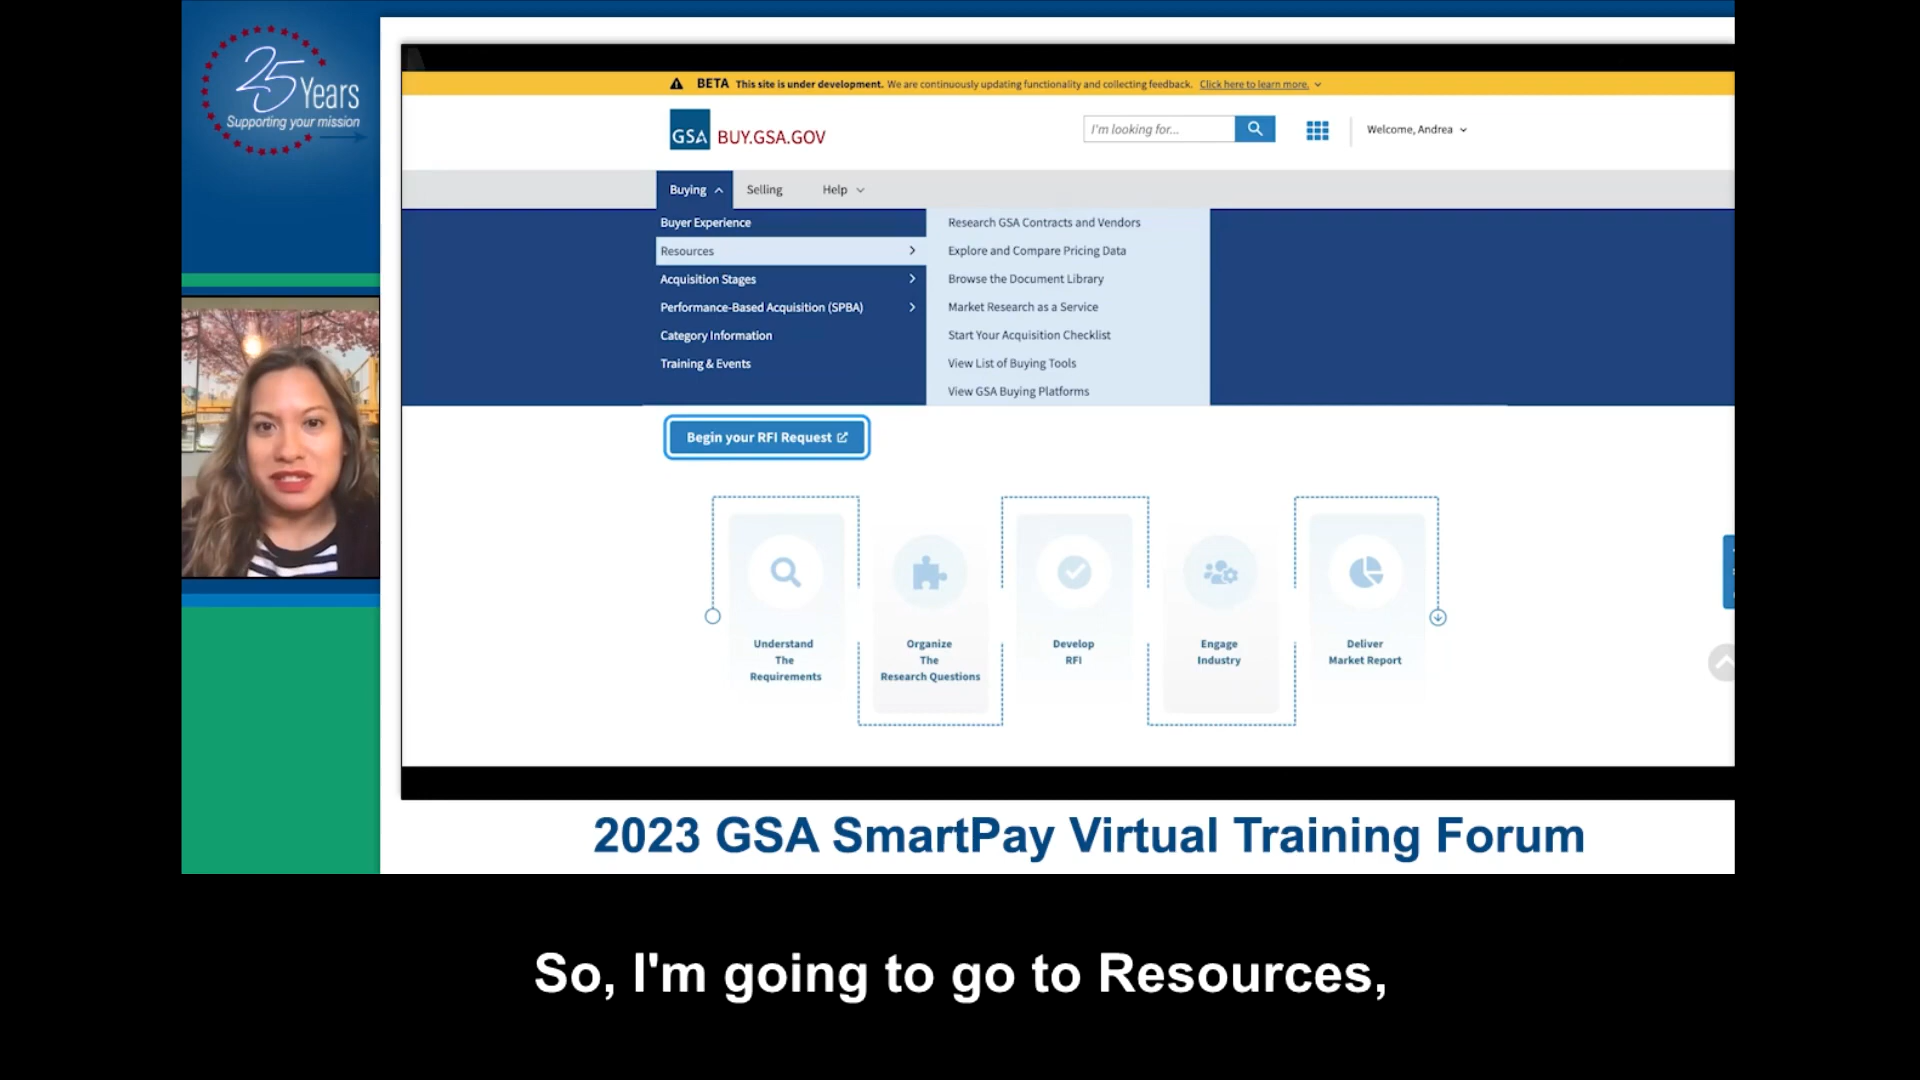 25 Years
Supporting your mission
BETA This site is under development. We are continuously updating functionality and collecting feedback. Click here to learn more.
GSA BUY.GSA.GOV
I'm looking for...
Welcome, Andrea
Buying Selling Help
Buyer Experience
Resources
Acquisition Stages
Performance-Based Acquisition (SPBA)
Category Information
Training & Events
Research GSA Contracts and Vendors
Explore and Compare Pricing Data
Browse the Document Library
Market Research as a Service
Start Your Acquisition Checklist
View List of Buying Tools
View GSA Buying Platforms
Begin your RFI Request
Understand
The
Requirements
Organize
The
Research Questions
Develop
RFI
Engage
Industry
Deliver
Market Report
2023 GSA SmartPay Virtual Training Forum
So, I'm going to go to Resources,